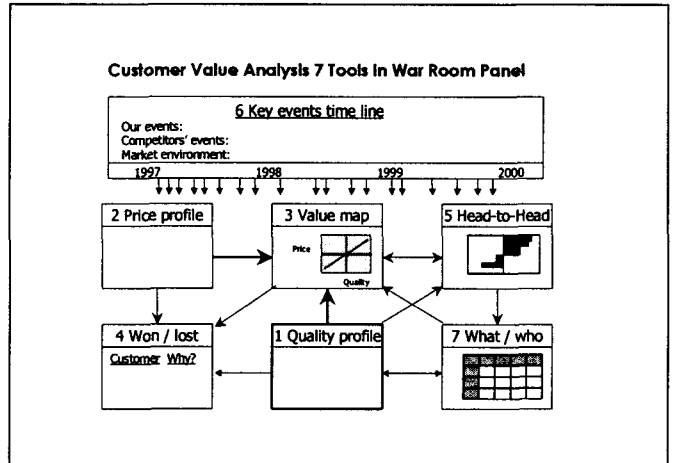 Customer Value Analysis 7 Tools in War Room Panel
6 Key events time line
Our events:
Competitors' events:
Market environment:
1997 1998 1999 2000
2 Price profile
3 Value map
Price
Quality
5 Head-to-Head
4 Won / lost
Customer Why?
1 Quality profile
7 What / who